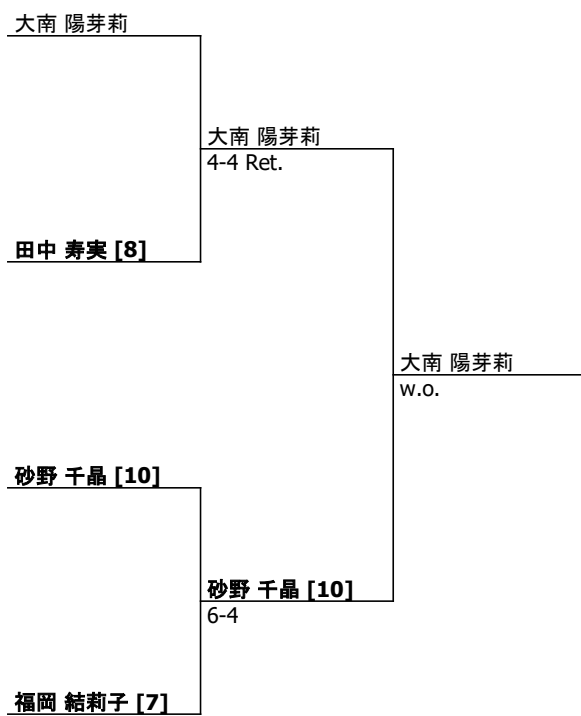 大南 陽芽莉
大南 陽芽莉
4-4 Ret.
田中 寿実 [8]
大南 陽芽莉
w.o.
砂野 千晶 [10]
砂野 千晶 [10]
6-4
福岡 結莉子 [7]